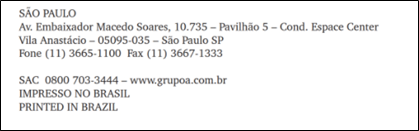 SÃO PAULO
Av. Embaixador Macedo Soares, 10.735 – Pavilhão 5 – Cond. Espace Center
Vila Anastácio – 05095-035 – São Paulo SP
Fone (11) 3665-1100 Fax (11) 3667-1333
SAC 0800 703-3444 – www.grupoa.com.br
IMPRESSO NO BRASIL
PRINTED IN BRAZIL